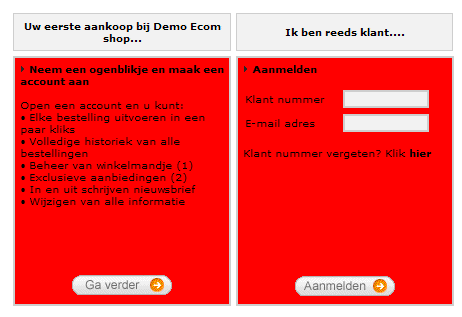 Uw eerste aankoop bij Demo Ecom
shop...
Neem een ogenblikje en maak een
account aan
Open een account en u kunt:
• Elke bestelling uitvoeren in een
paar kliks
• Volledige historiek van alle
bestellingen
• Beheer van winkelmandje (1)
• Exclusieve aanbiedingen (2)
• In en uit schrijven nieuwsbrief
• Wijzigen van alle informatie
Ga verder
Ik ben reeds klant....
Aanmelden
Klant nummer
E-mail adres
Klant nummer vergeten? Klik hier
Aanmelden